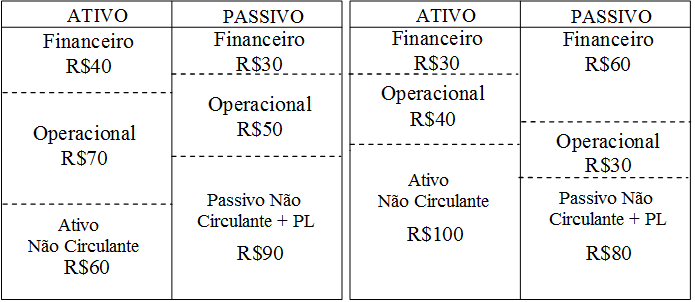 ATIVO
Financeiro
R$40
Operacional
R$70
Ativo
Não Circulante
R$60
PASSIVO
Financeiro
R$30
Operacional
R$50
Passivo Não
Circulante + PL
R$90
ATIVO
Financeiro
R$30
Operacional
R$40
Ativo
Não Circulante
R$100
PASSIVO
Financeiro
R$60
Operacional
R$30
Passivo Não
Circulante + PL
R$80